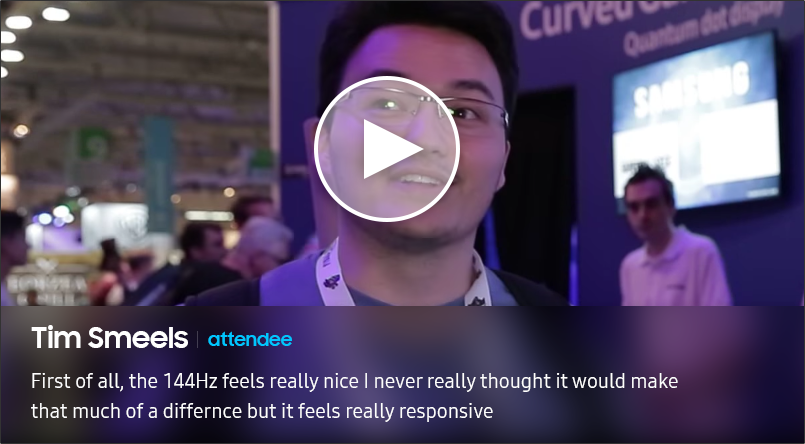 Curved
Quantum dot display
SAMSUNG
Tim Smeels | attendee
First of all, the 144Hz feels really nice I never really thought it would make
that much of a differnce but it feels really responsive